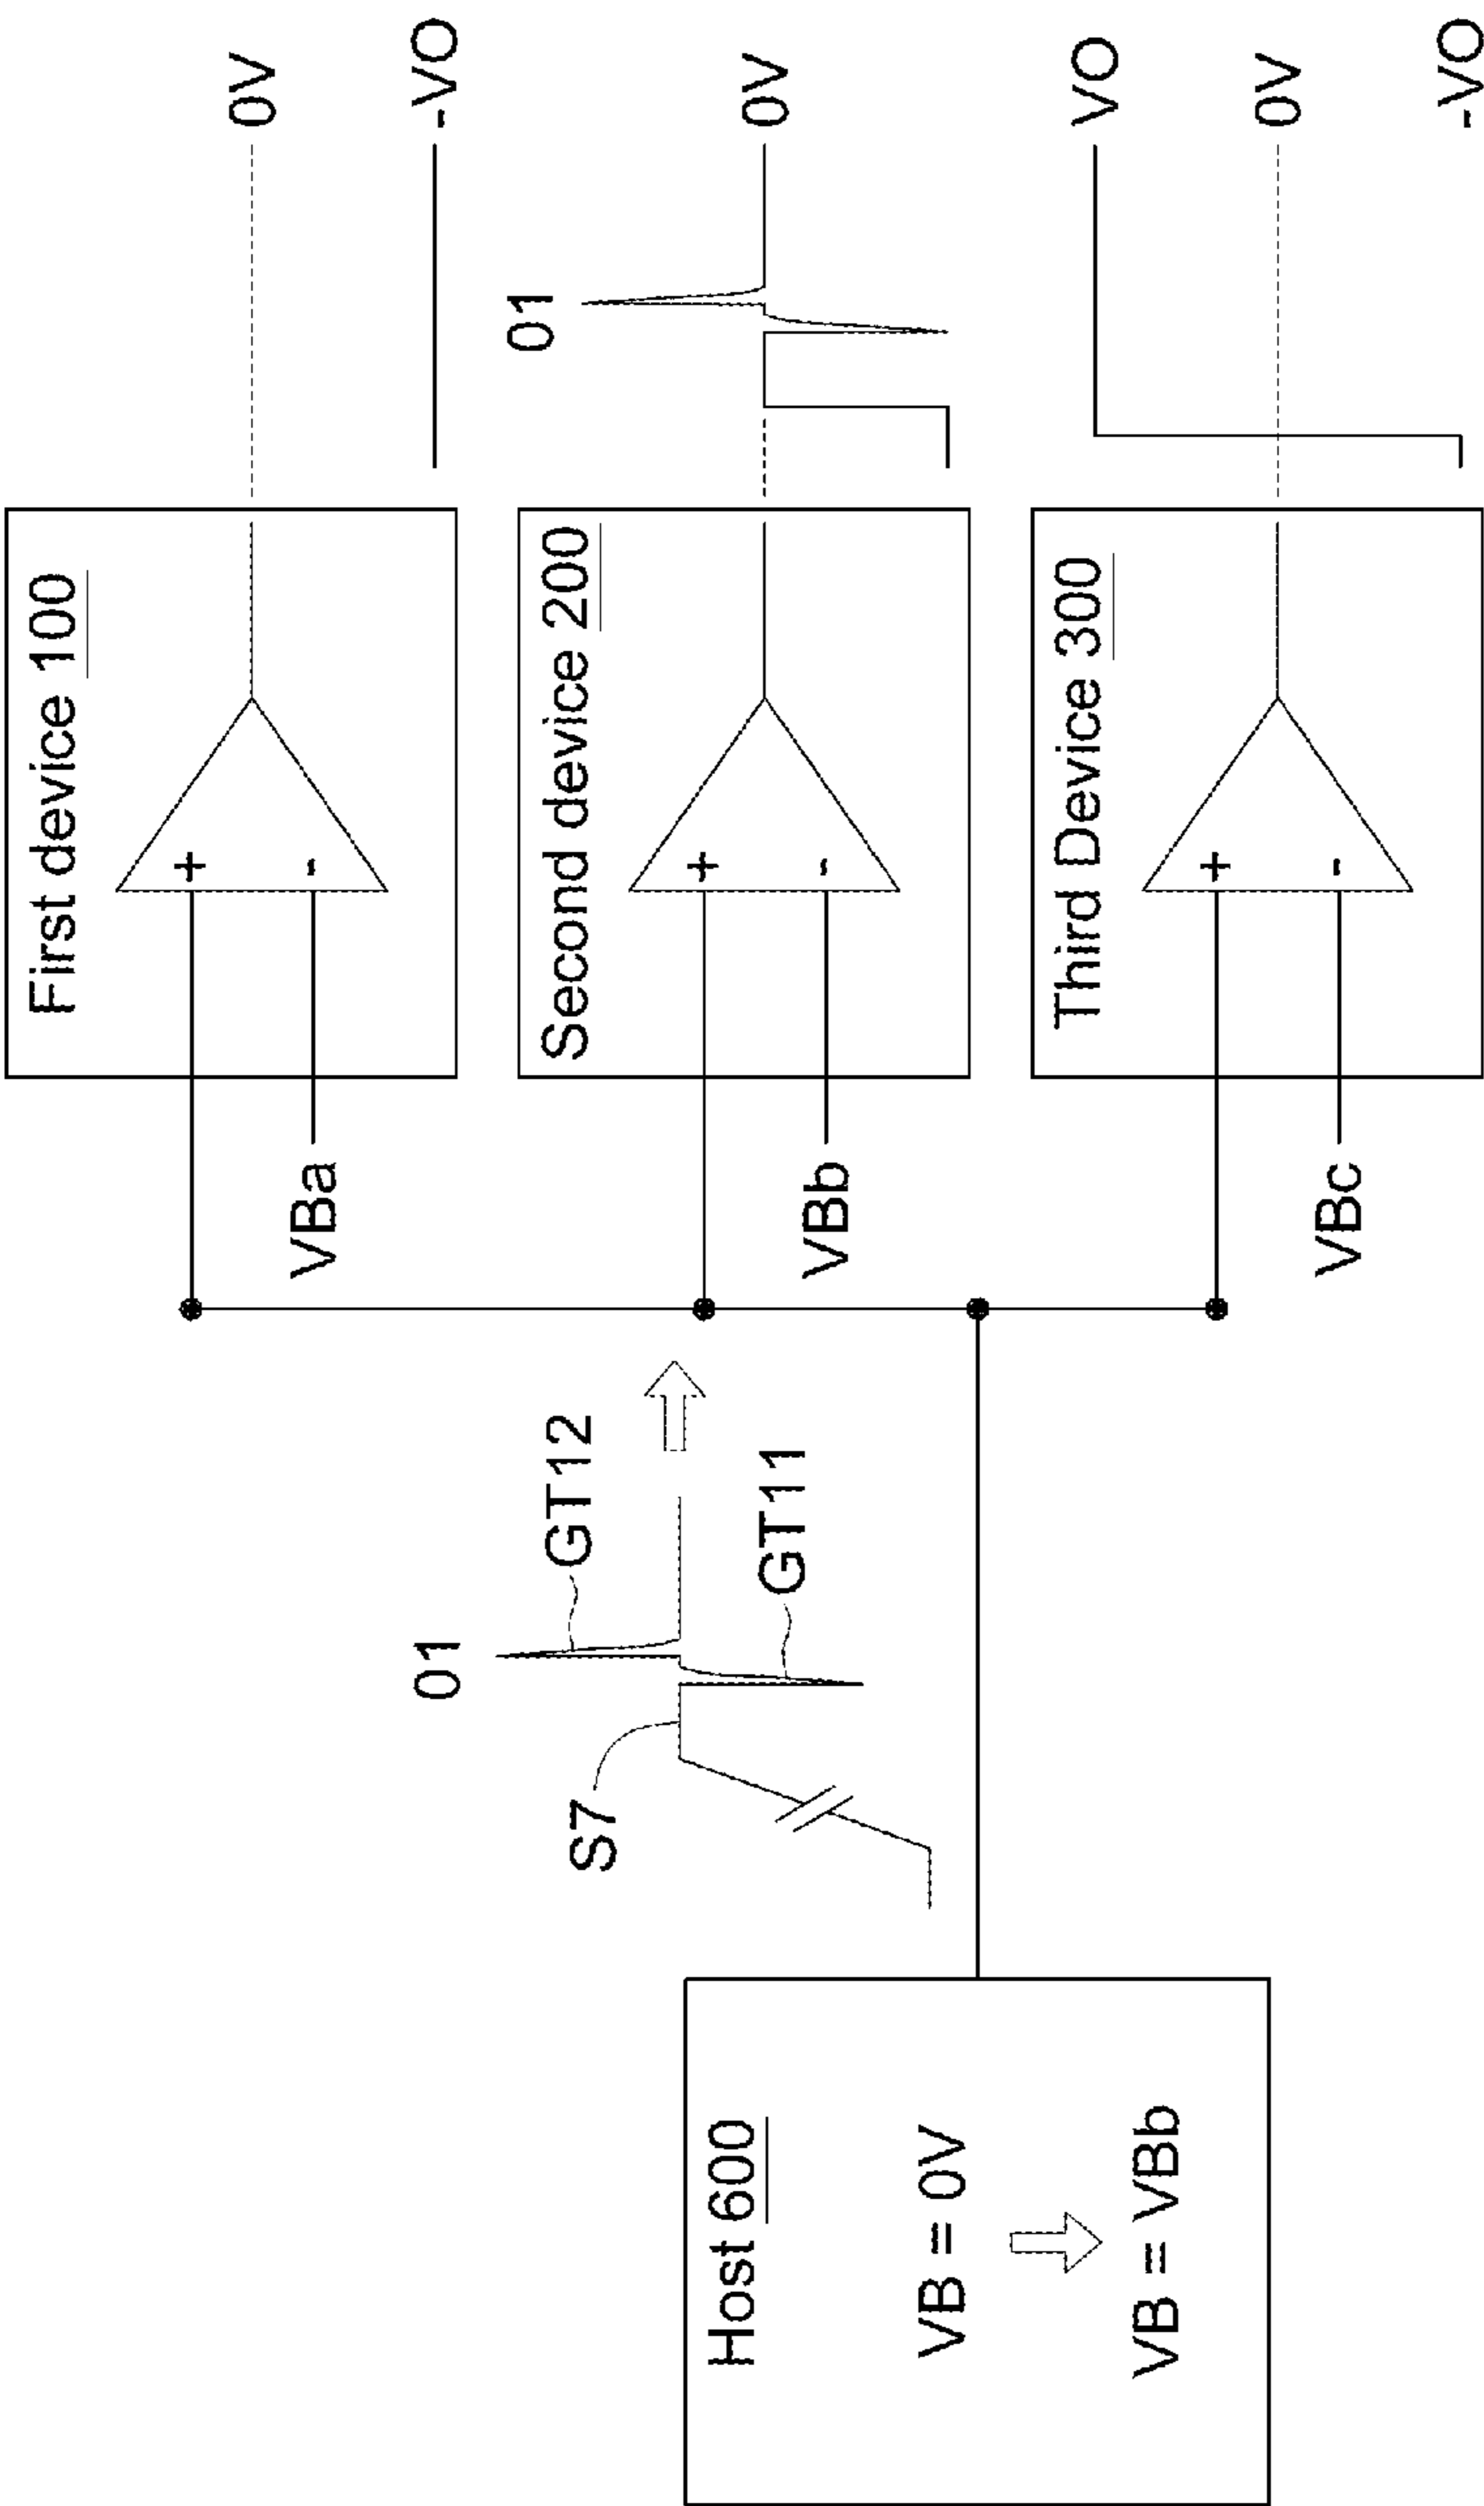 First device 100
+
-
VBa
0V
-VO
Second device 200
+
-
VBb
01
0V
Third Device 300
+
-
VBc
VO
0V
-VO
01
GT12
GT11
S7
Host 600
VB = 0V
VB = VBb